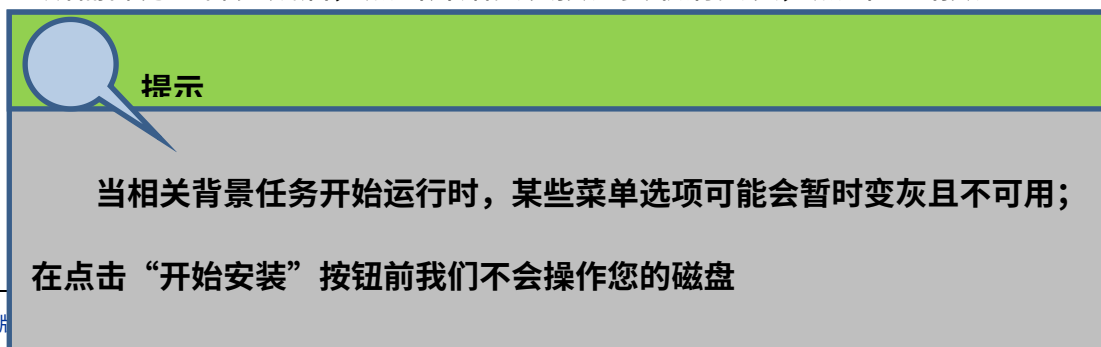 提示
当相关背景任务开始运行时，某些菜单选项可能会暂时变灰且不可用；
在点击“开始安装”按钮前我们不会操作您的磁盘